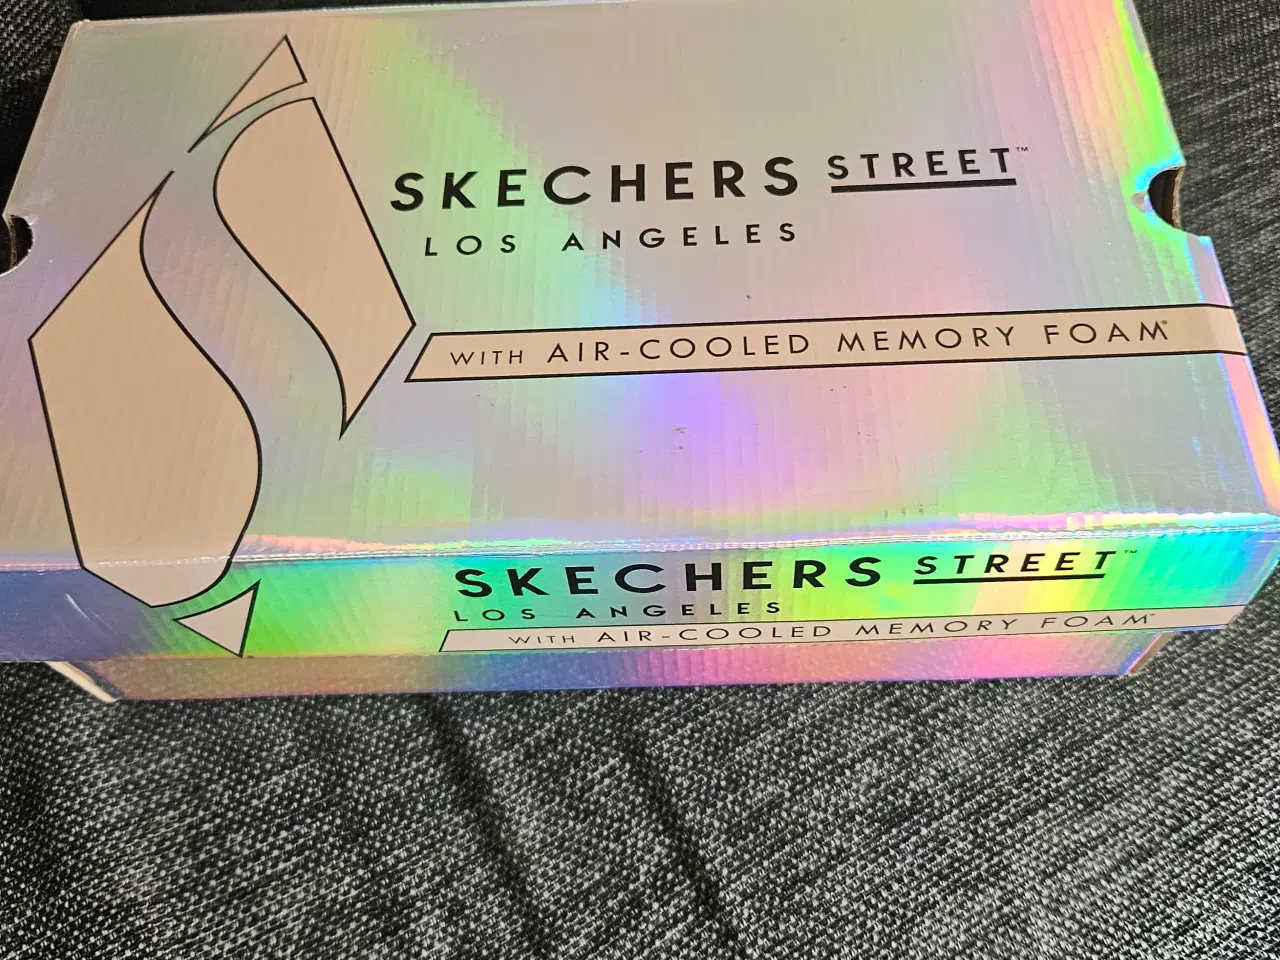 SKECHERS STREET™
LOS ANGELES
WITH AIR-COOLED MEMORY FOAM®
SKECHERS STREET™
LOS ANGELES
WITH AIR-COOLED MEMORY FOAM®